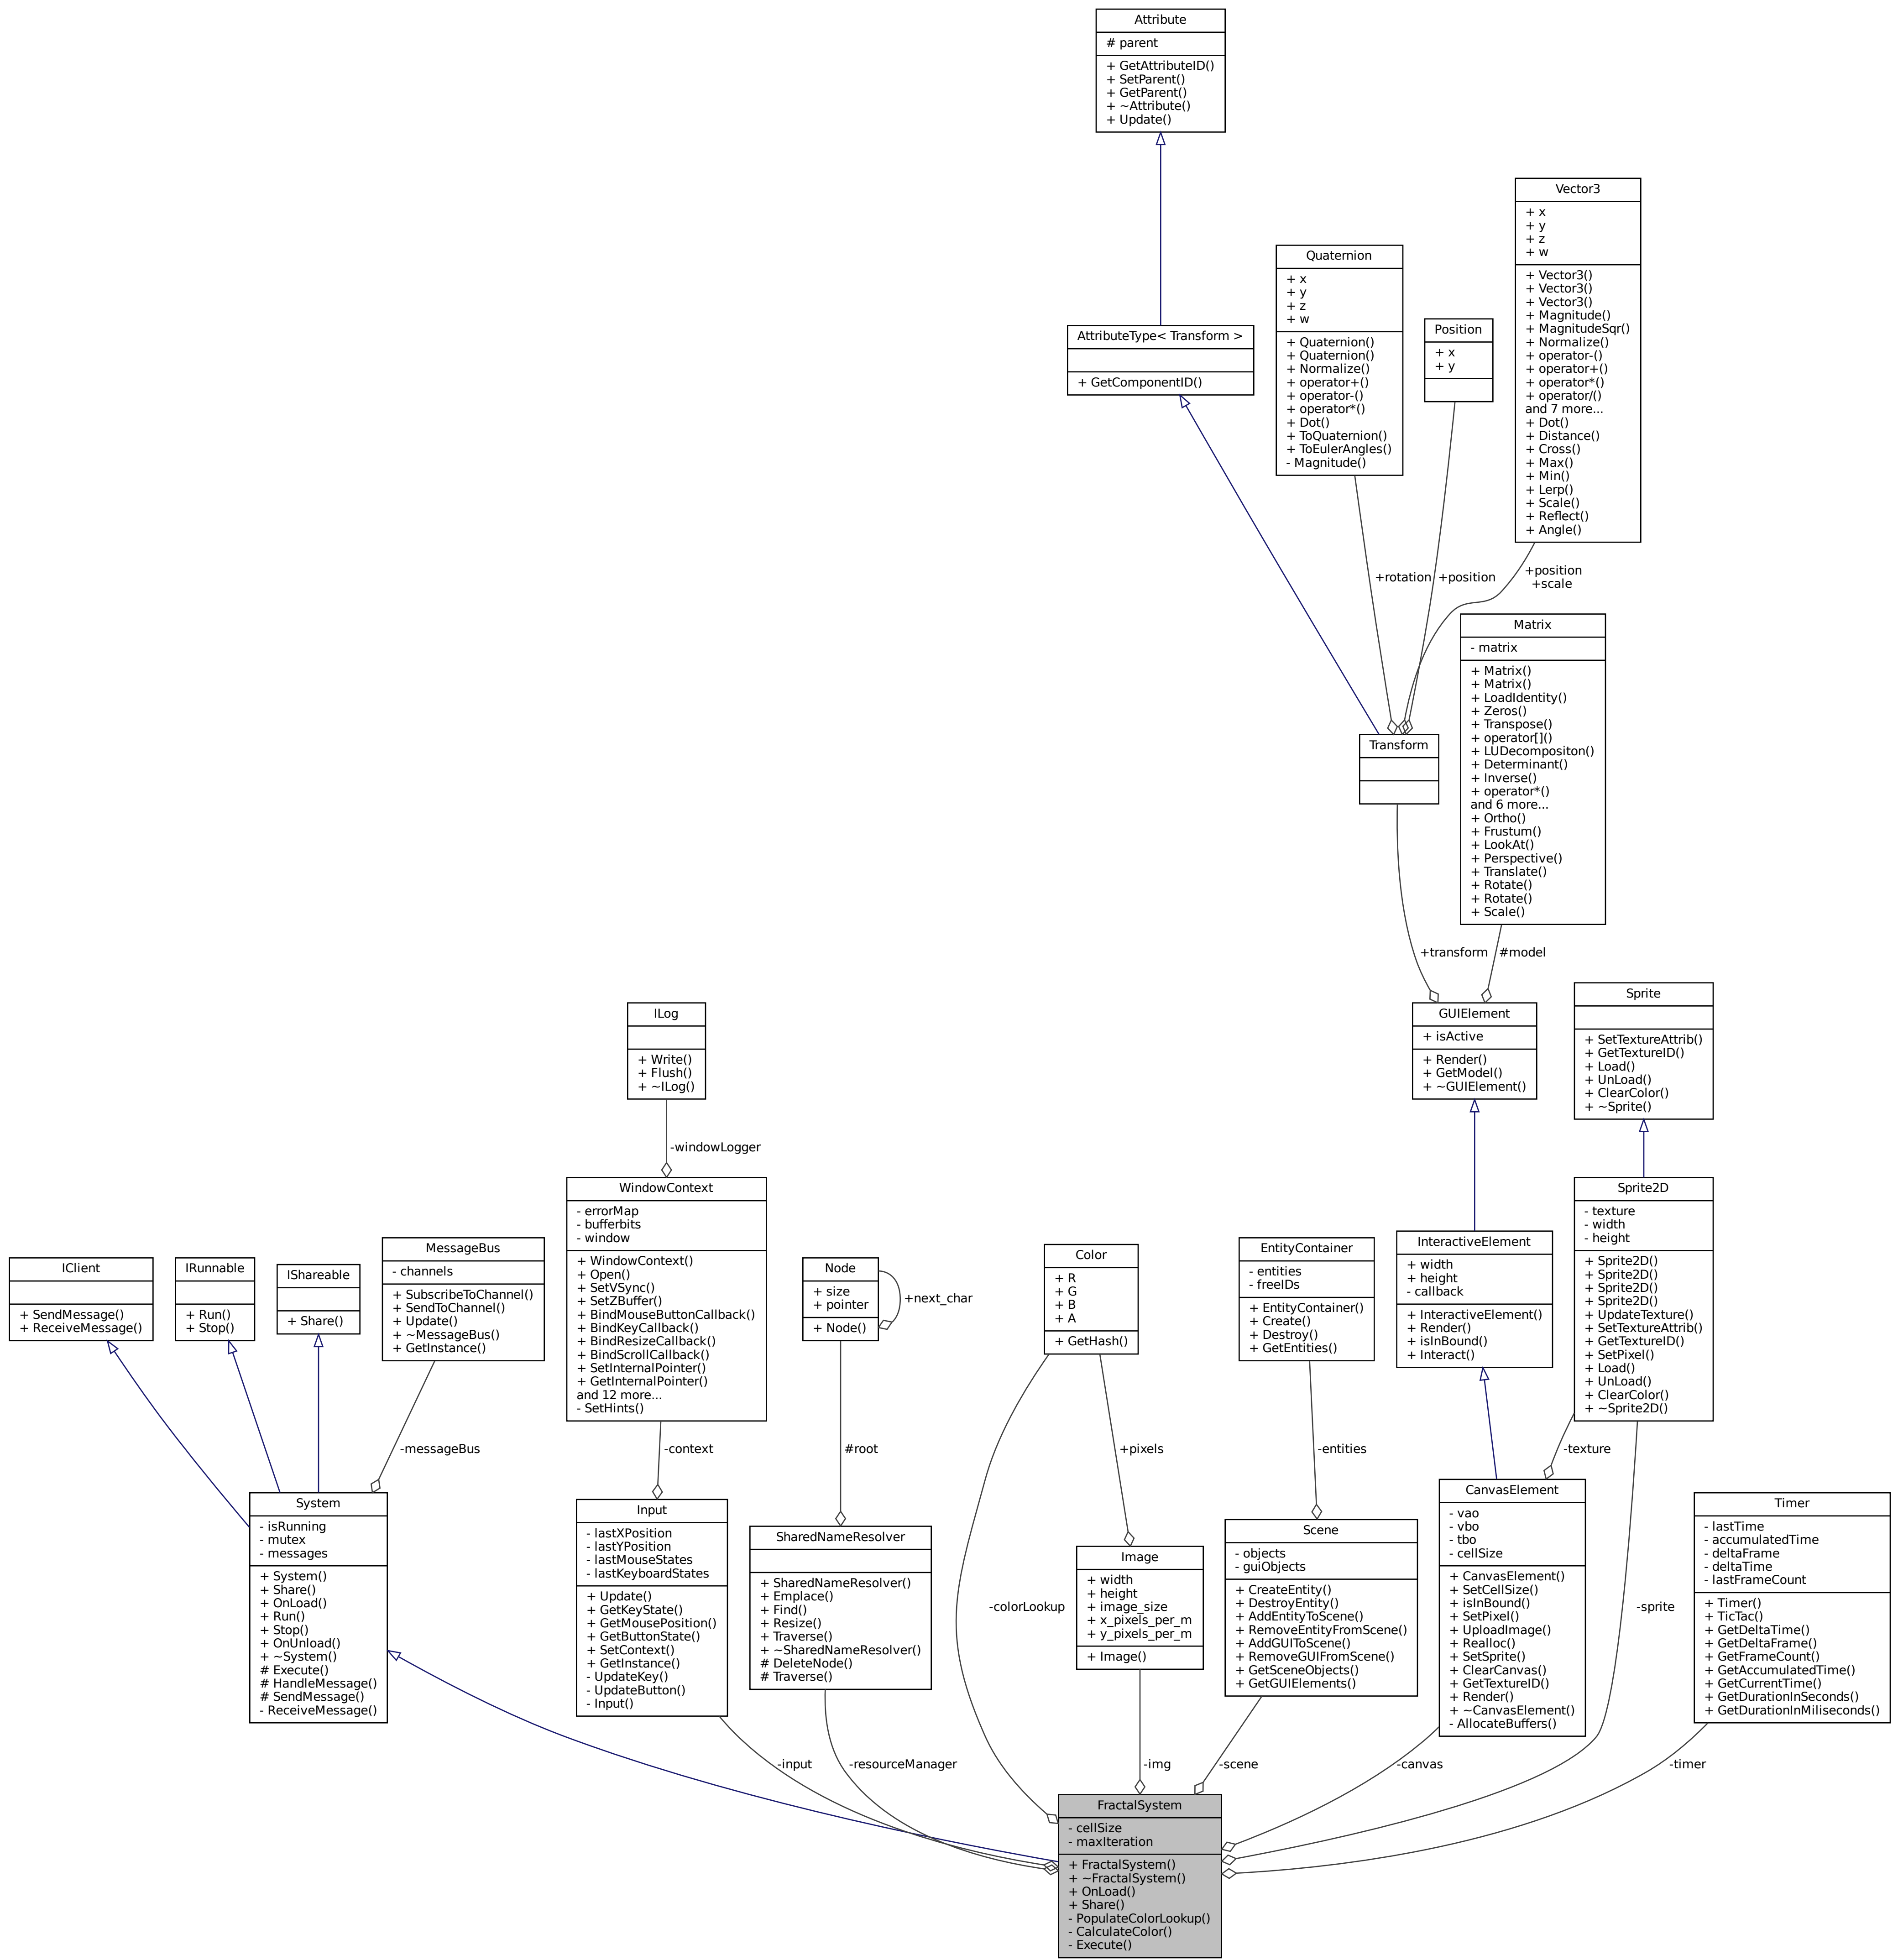 Attribute
# parent
+ GetAttributeID()
+ SetParent()
+ GetParent()
+ ~Attribute()
+ Update()
Vector3
+ x
+ y
+ z
+ w
+ Vector3()
+ Vector3()
+ Vector3()
+ Magnitude()
+ MagnitudeSqr()
+ Normalize()
+ operator-()
+ operator+()
+ operator*()
+ operator/()
and 7 more...
+ Dot()
+ Distance()
+ Cross()
+ Max()
+ Min()
+ Lerp()
+ Scale()
+ Reflect()
+ Angle()
Quaternion
+ x
+ y
+ z
+ w
+ Quaternion()
+ Quaternion()
+ Normalize()
+ operator+()
+ operator-()
+ operator*()
+ Dot()
+ ToQuaternion()
+ ToEulerAngles()
- Magnitude()
Position
+ x
+ y
AttributeType< Transform >
+ GetComponentID()
+rotation
+position
+position
+scale
Matrix
- matrix
+ Matrix()
+ Matrix()
+ LoadIdentity()
+ Zeros()
+ Transpose()
+ operator[]()
+ LUDecompositon()
+ Determinant()
+ Inverse()
+ operator*()
and 6 more...
+ Ortho()
+ Frustum()
+ LookAt()
+ Perspective()
+ Translate()
+ Rotate()
+ Rotate()
+ Scale()
Transform
+transform
#model
ILog
+ Write()
+ Flush()
+ ~ILog()
GUIElement
+ isActive
+ Render()
+ GetModel()
+ ~GUIElement()
Sprite
+ SetTextureAttrib()
+ GetTextureID()
+ Load()
+ UnLoad()
+ ClearColor()
+ ~Sprite()
-windowLogger
IClient
+ SendMessage()
+ ReceiveMessage()
IRunnable
+ Run()
+ Stop()
IShareable
+ Share()
MessageBus
- channels
+ SubscribeToChannel()
+ SendToChannel()
+ Update()
+ ~MessageBus()
+ GetInstance()
WindowContext
- errorMap
- bufferbits
- window
+ WindowContext()
+ Open()
+ SetVSync()
+ SetZBuffer()
+ BindMouseButtonCallback()
+ BindKeyCallback()
+ BindResizeCallback()
+ BindScrollCallback()
+ SetInternalPointer()
+ GetInternalPointer()
and 12 more...
- SetHints()
Node
+ size
+ pointer
+ Node()
+next_char
Color
+ R
+ G
+ B
+ A
+ GetHash()
EntityContainer
- entities
- freeIDs
+ EntityContainer()
+ Create()
+ Destroy()
+ GetEntities()
InteractiveElement
+ width
+ height
- callback
+ InteractiveElement()
+ Render()
+ isInBound()
+ Interact()
Sprite2D
- texture
- width
- height
+ Sprite2D()
+ Sprite2D()
+ Sprite2D()
+ Sprite2D()
+ UpdateTexture()
+ SetTextureAttrib()
+ GetTextureID()
+ SetPixel()
+ Load()
+ UnLoad()
+ ClearColor()
+ ~Sprite2D()
-messageBus
-context
#root
+pixels
-entities
-texture
System
- isRunning
- mutex
- messages
+ System()
+ Share()
+ OnLoad()
+ Run()
+ Stop()
+ OnUnload()
+ ~System()
# Execute()
# HandleMessage()
# SendMessage()
- ReceiveMessage()
Input
- lastXPosition
- lastYPosition
- lastMouseStates
- lastKeyboardStates
+ Update()
+ GetKeyState()
+ GetMousePosition()
+ GetButtonState()
+ SetContext()
+ GetInstance()
- UpdateKey()
- UpdateButton()
- Input()
SharedNameResolver
+ SharedNameResolver()
+ Emplace()
+ Find()
+ Resize()
+ Traverse()
+ ~SharedNameResolver()
# DeleteNode()
# Traverse()
-colorLookup
Image
+ width
+ height
+ image_size
+ x_pixels_per_m
+ y_pixels_per_m
+ Image()
Scene
- objects
- guiObjects
+ CreateEntity()
+ DestroyEntity()
+ AddEntityToScene()
+ RemoveEntityFromScene()
+ AddGUIToScene()
+ RemoveGUIFromScene()
+ GetSceneObjects()
+ GetGUIElements()
CanvasElement
- vao
- vbo
- tbo
- cellSize
+ CanvasElement()
+ SetCellSize()
+ isInBound()
+ SetPixel()
+ UploadImage()
+ Realloc()
+ SetSprite()
+ ClearCanvas()
+ GetTextureID()
+ Render()
+ ~CanvasElement()
- AllocateBuffers()
-sprite
Timer
- lastTime
- accumulatedTime
- deltaFrame
- deltaTime
- lastFrameCount
+ Timer()
+ TicTac()
+ GetDeltaTime()
+ GetDeltaFrame()
+ GetFrameCount()
+ GetAccumulatedTime()
+ GetCurrentTime()
+ GetDurationInSeconds()
+ GetDurationInMiliseconds()
-input
-resourceManager
-img
-scene
-canvas
-timer
FractalSystem
- cellSize
- maxIteration
+ FractalSystem()
+ ~FractalSystem()
+ OnLoad()
+ Share()
- PopulateColorLookup()
- CalculateColor()
- Execute()